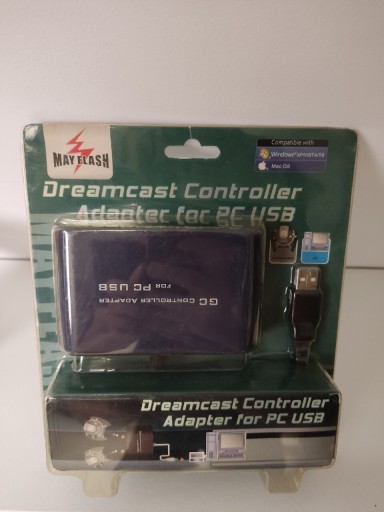 Compatible with
MAYFLASH
Mac OS
Dreamcast Controller
Adapter for PC USB
GC CONTROLLER ADAPTER
FOR PC USB
Dreamcast Controller
Adapter for PC USB